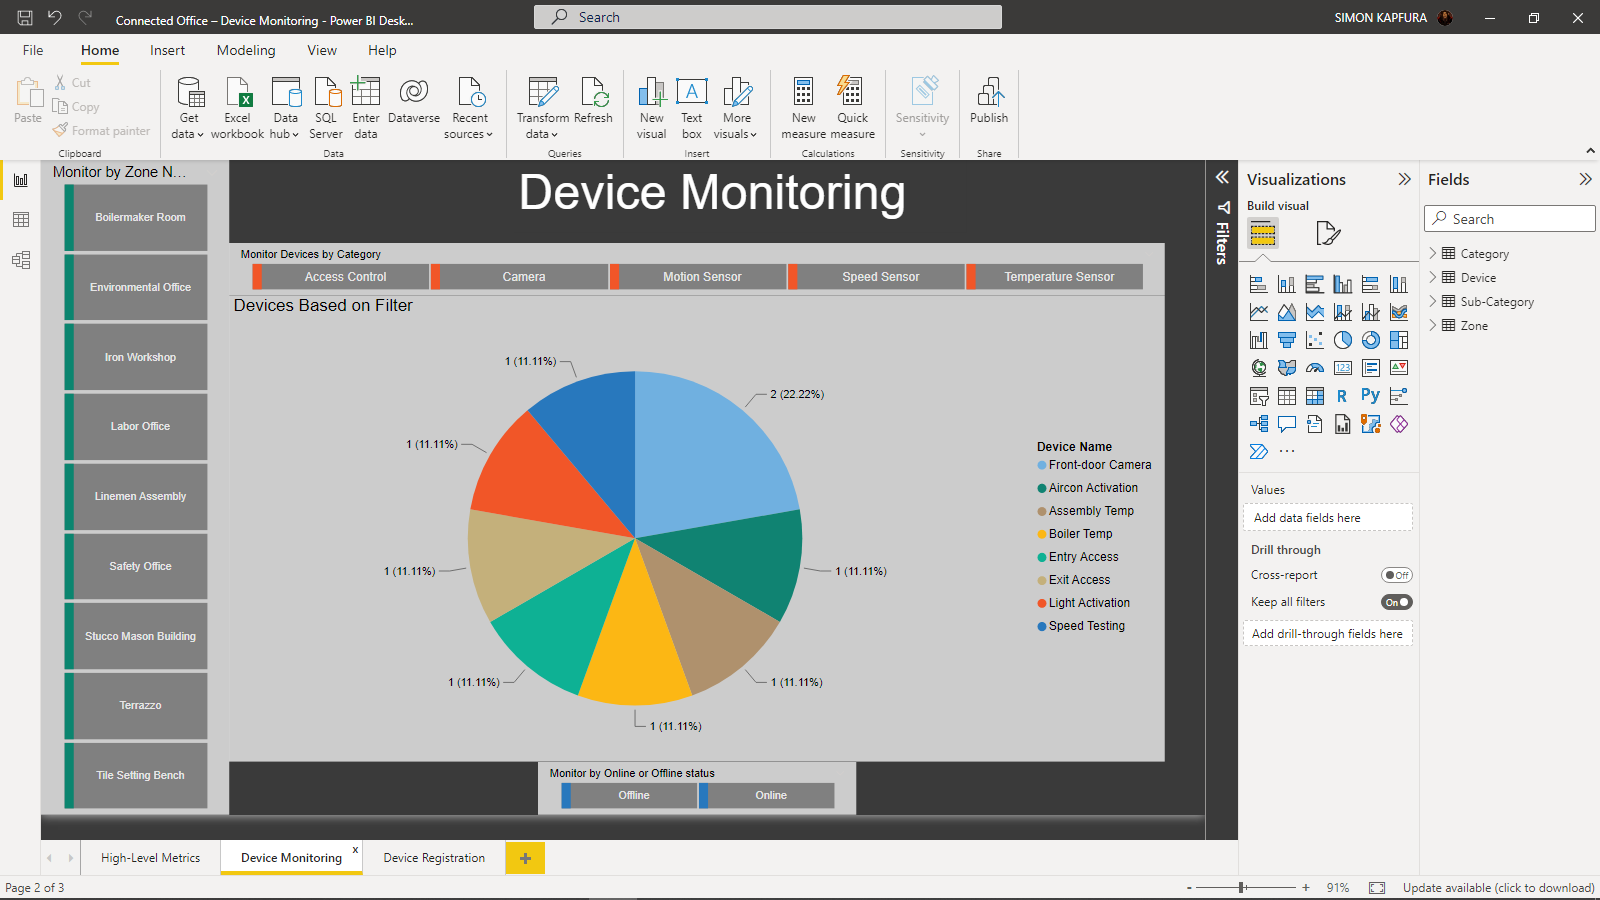 Connected Office – Device Monitoring - Power BI Desk...
Search
SIMON KAPFURA
File
Home
Insert
Modeling
View
Help
Paste
Cut
Copy
Format painter
Clipboard
Get data
Excel workbook
Data hub
SQL Server
Enter data
Dataverse
Recent sources
Data
Transform data
Refresh
Queries
New visual
Text box
More visuals
Insert
New measure
Quick measure
Calculations
Sensitivity
Sensitivity
Publish
Share
Monitor by Zone N...
Boilermaker Room
Environmental Office
Iron Workshop
Labor Office
Linemen Assembly
Safety Office
Stucco Mason Building
Terrazzo
Tile Setting Bench
Device Monitoring
Monitor Devices by Category
Access Control
Camera
Motion Sensor
Speed Sensor
Temperature Sensor
Devices Based on Filter
1 (11.11%)
2 (22.22%)
1 (11.11%)
1 (11.11%)
1 (11.11%)
1 (11.11%)
1 (11.11%)
1 (11.11%)
Device Name
Front-door Camera
Aircon Activation
Assembly Temp
Boiler Temp
Entry Access
Exit Access
Light Activation
Speed Testing
Monitor by Online or Offline status
Offline
Online
Filters
Visualizations
Build visual
123
R
Py
Values
Add data fields here
Drill through
Cross-report
Off
Keep all filters
On
Add drill-through fields here
Fields
Search
Category
Device
Sub-Category
Zone
High-Level Metrics
Device Monitoring
x
Device Registration
Page 2 of 3
- +
91%
Update available (click to download)